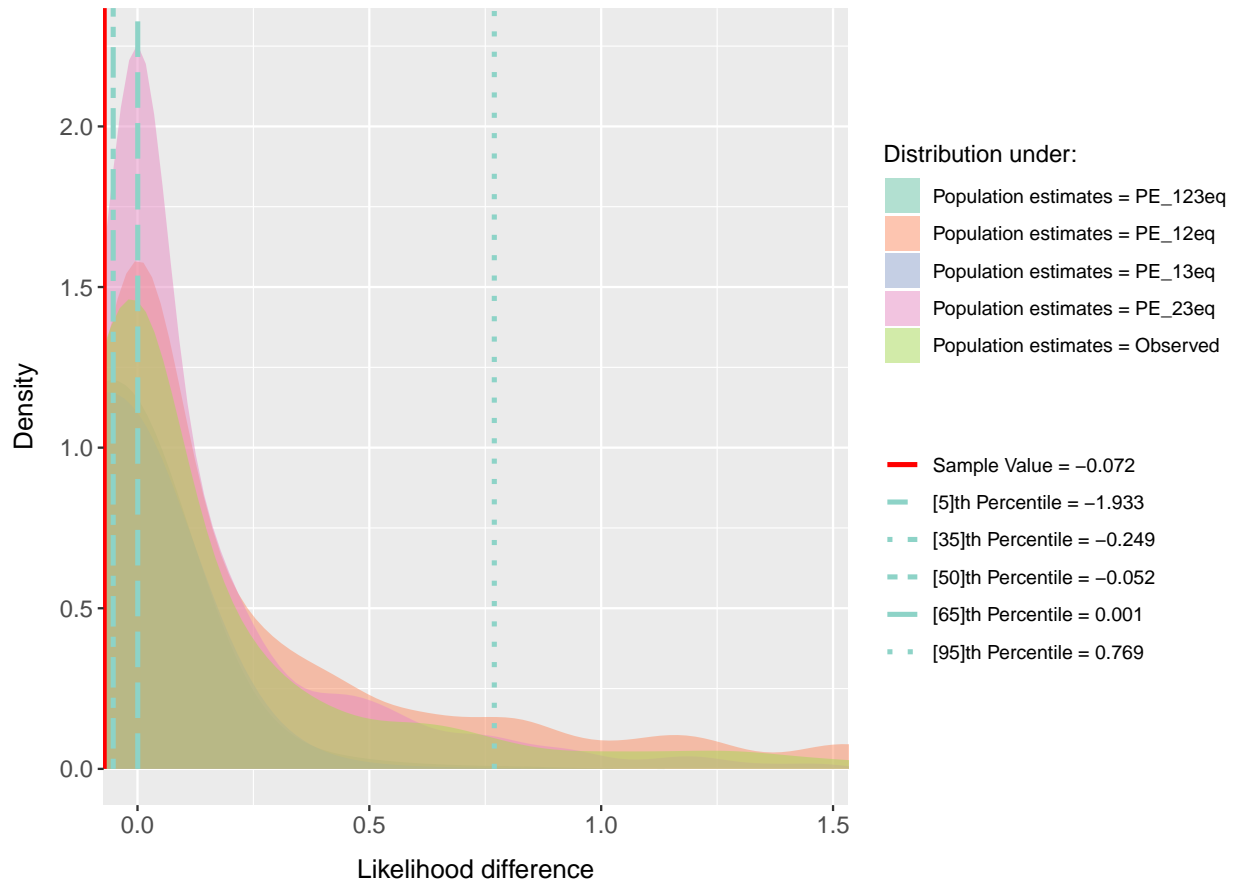 Density
2.0
1.5
1.0
0.5
0.0
0.0 0.5 1.0 1.5
Likelihood difference
Distribution under:
Population estimates = PE_123eq
Population estimates = PE_12eq
Population estimates = PE_13eq
Population estimates = PE_23eq
Population estimates = Observed
Sample Value = −0.072
[5]th Percentile = −1.933
[35]th Percentile = −0.249
[50]th Percentile = −0.052
[65]th Percentile = 0.001
[95]th Percentile = 0.769